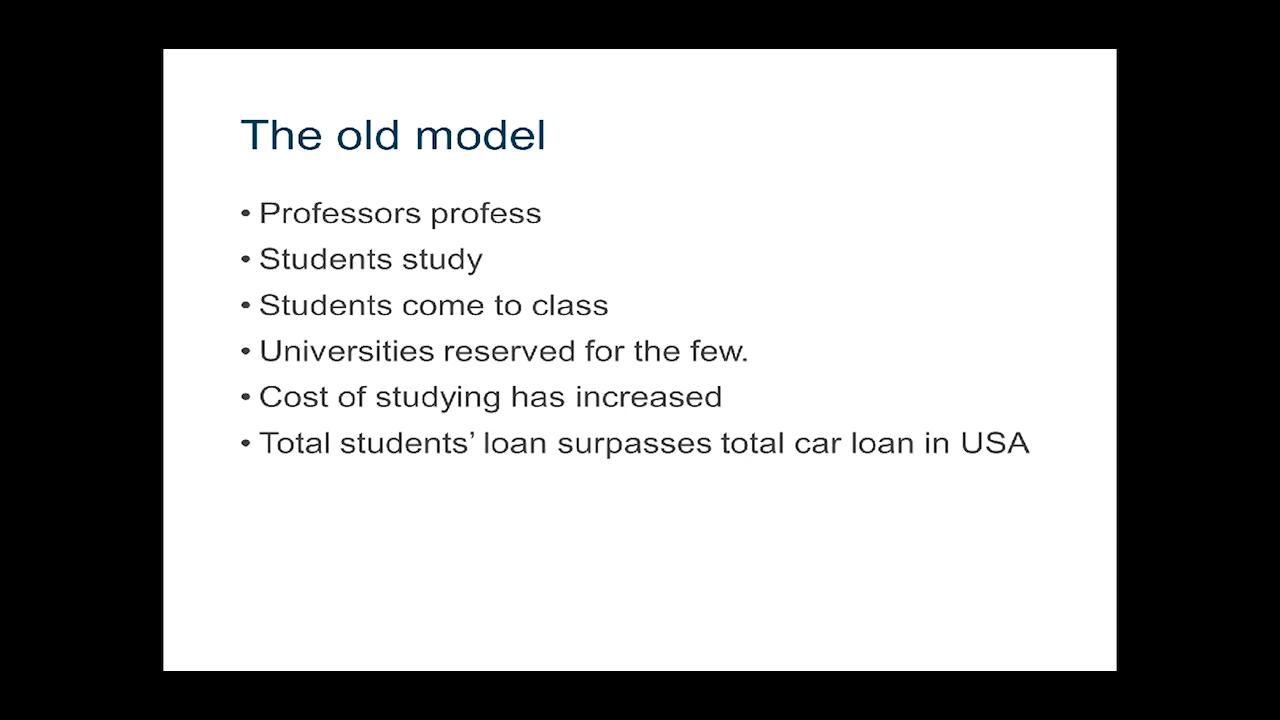 The old model
• Professors profess
• Students study
• Students come to class
• Universities reserved for the few.
• Cost of studying has increased
• Total students’ loan surpasses total car loan in USA